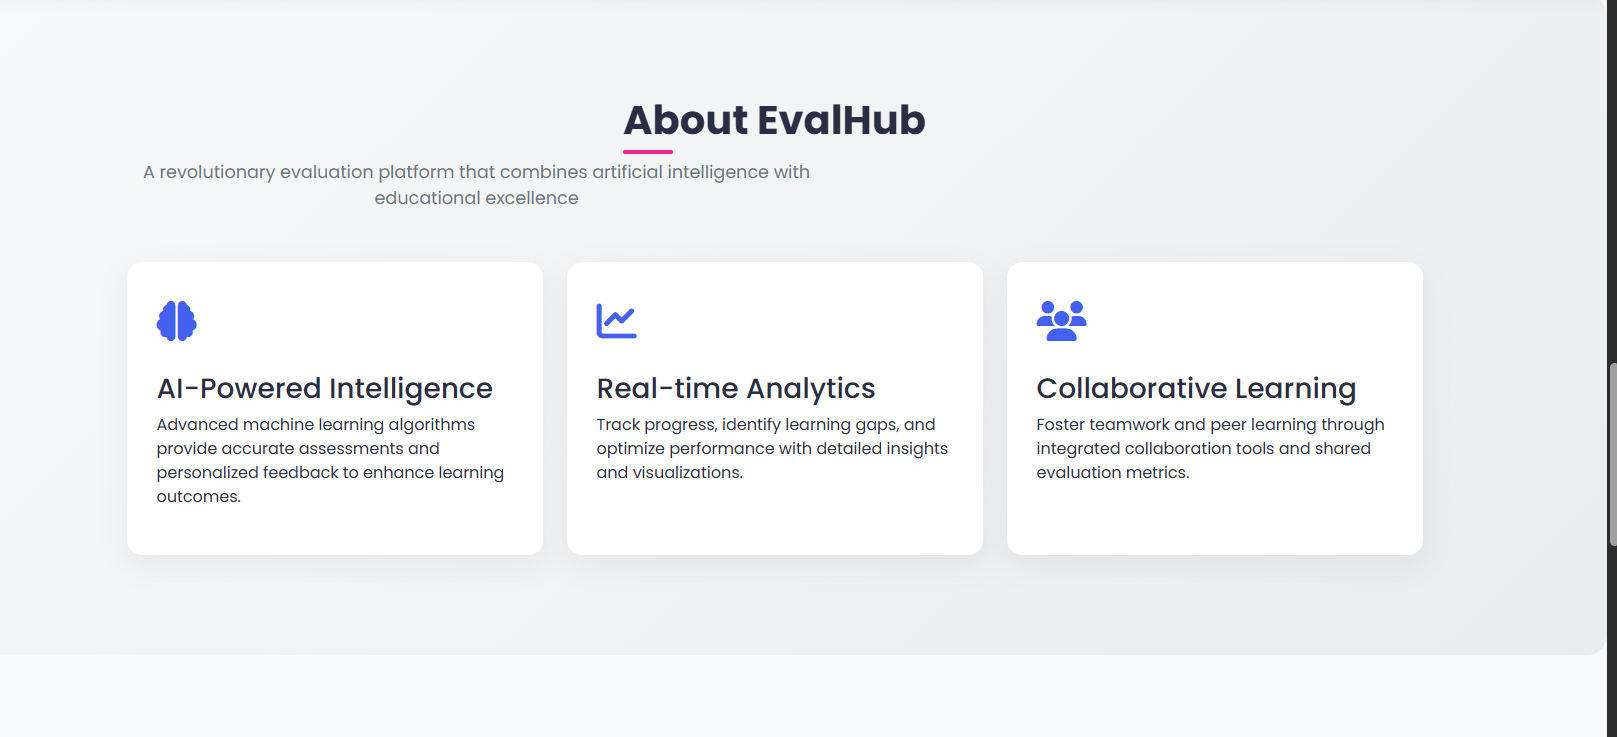 About EvalHub
A revolutionary evaluation platform that combines artificial intelligence with
educational excellence
AI-Powered Intelligence
Advanced machine learning algorithms
provide accurate assessments and
personalized feedback to enhance learning
outcomes.
Real-time Analytics
Track progress, identify learning gaps, and
optimize performance with detailed insights
and visualizations.
Collaborative Learning
Foster teamwork and peer learning through
integrated collaboration tools and shared
evaluation metrics.